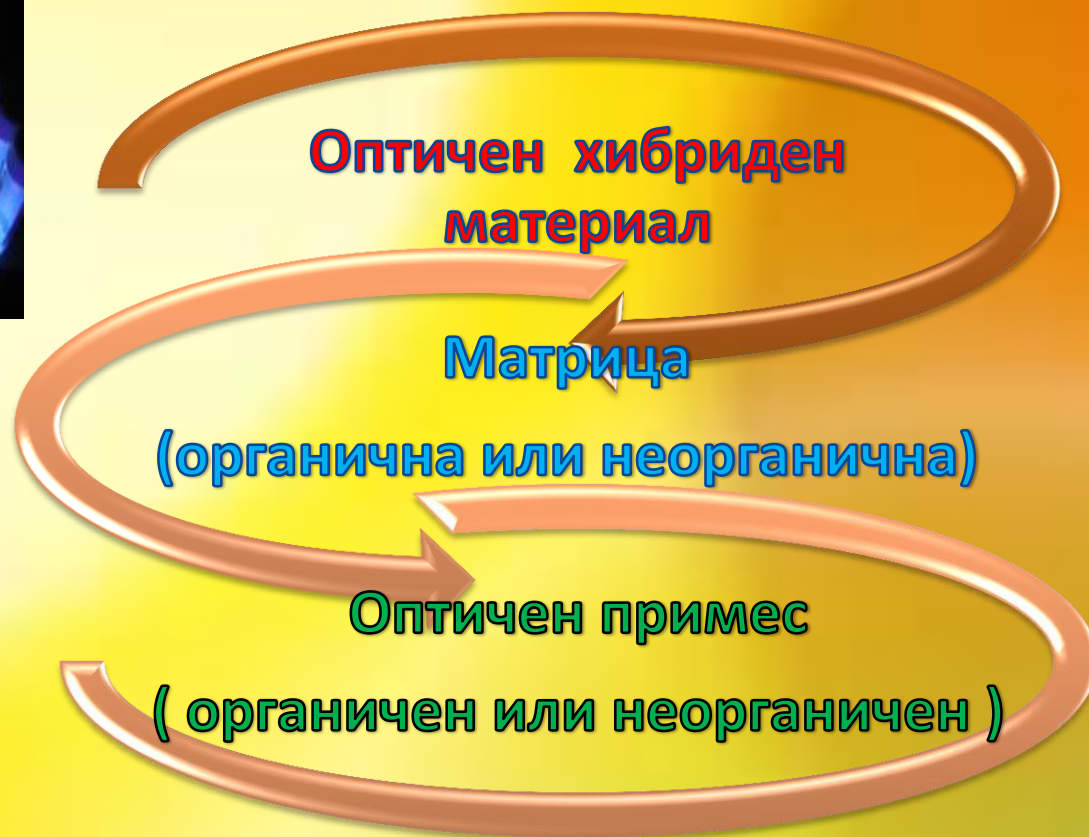 Оптичен хибриден
материал
Матрица
(органична или неорганична)
Оптичен примес
( органичен или неорганичен )